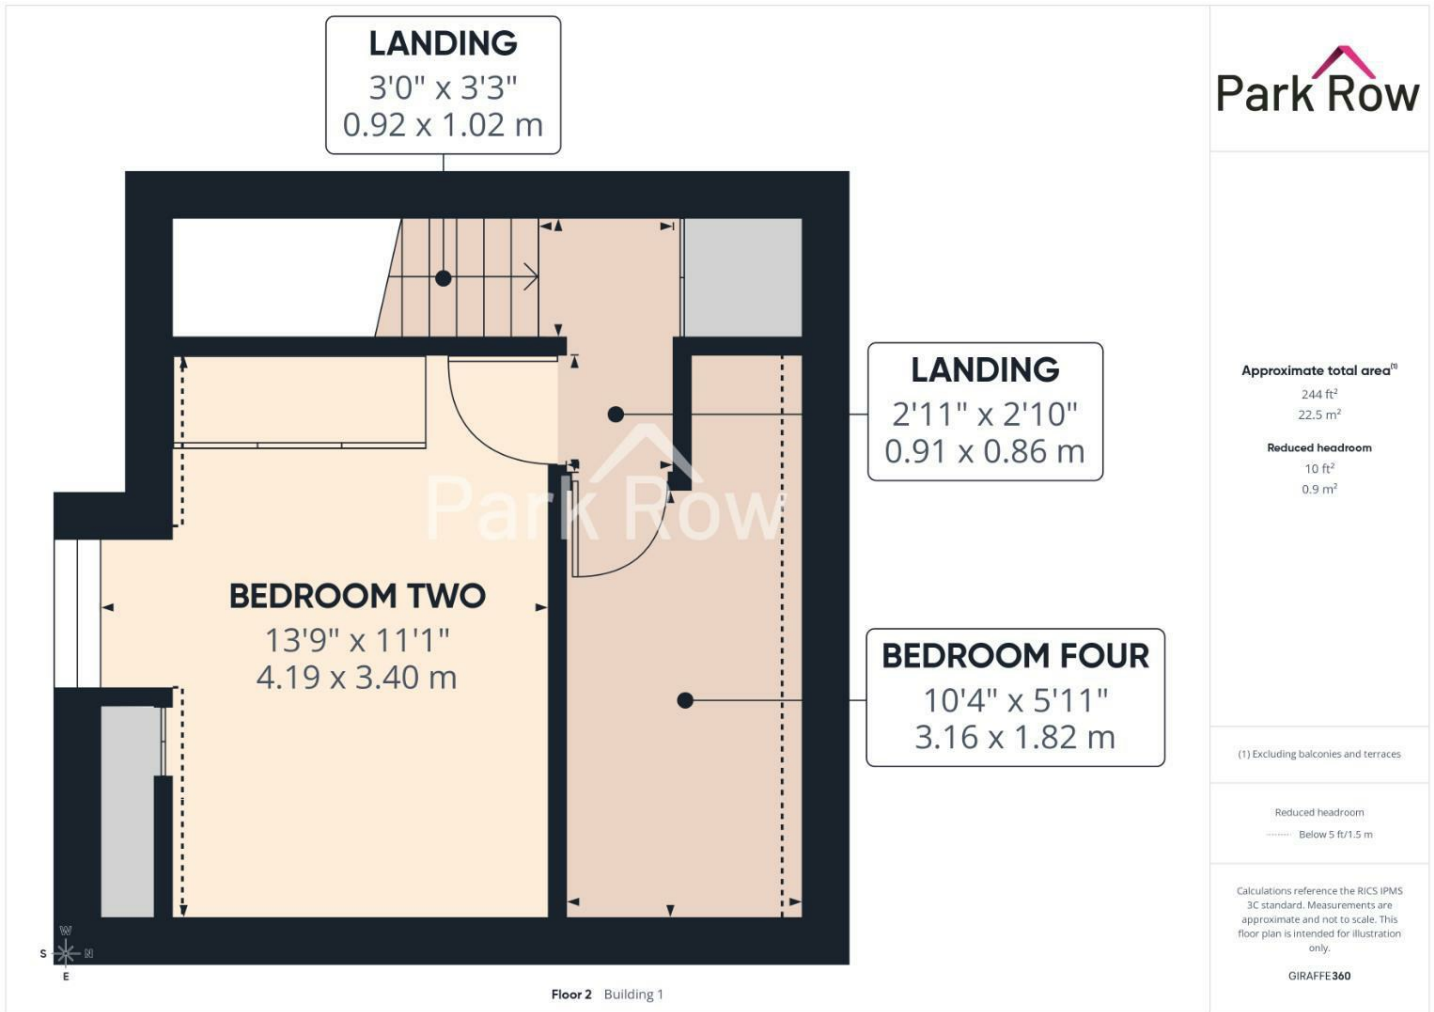 LANDING
3'0" x 3'3"
0.92 x 1.02 m
Park Row
LANDING
2'11" x 2'10"
0.91 x 0.86 m
Park Row
BEDROOM TWO
13'9" x 11'1"
4.19 x 3.40 m
BEDROOM FOUR
10'4" x 5'11"
3.16 x 1.82 m
Approximate total area(1)
244 ft²
22.5 m²
Reduced headroom
10 ft²
0.9 m²
(1) Excluding balconies and terraces
Reduced headroom
Below 5 ft/1.5 m
Calculations reference the RICS IPMS
3C standard. Measurements are
approximate and not to scale. This
floor plan is intended for illustration
only.
GIRAFFE360
W
S N
E
Floor 2 Building 1